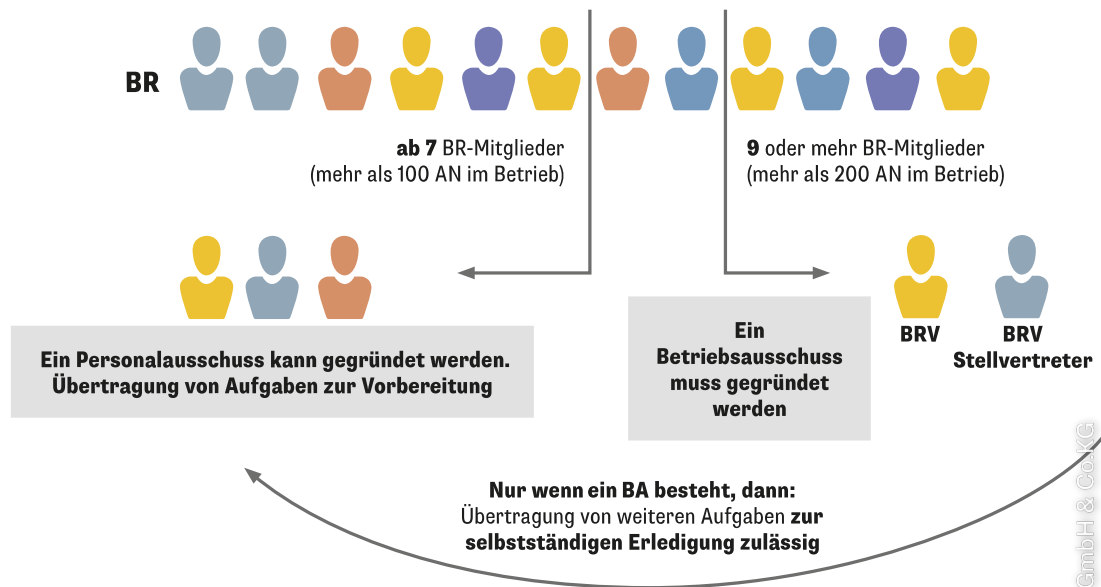 BR
ab 7 BR-Mitglieder
(mehr als 100 AN im Betrieb)
9 oder mehr BR-Mitglieder
(mehr als 200 AN im Betrieb)
Ein Personalausschuss kann gegründet werden.
Übertragung von Aufgaben zur Vorbereitung
Ein
Betriebsausschuss
muss gegründet
werden
BRV
BRV
Stellvertreter
Nur wenn ein BA besteht, dann:
Übertragung von weiteren Aufgaben zur
selbstständigen Erledigung zulässig
GmbH & Co.KG